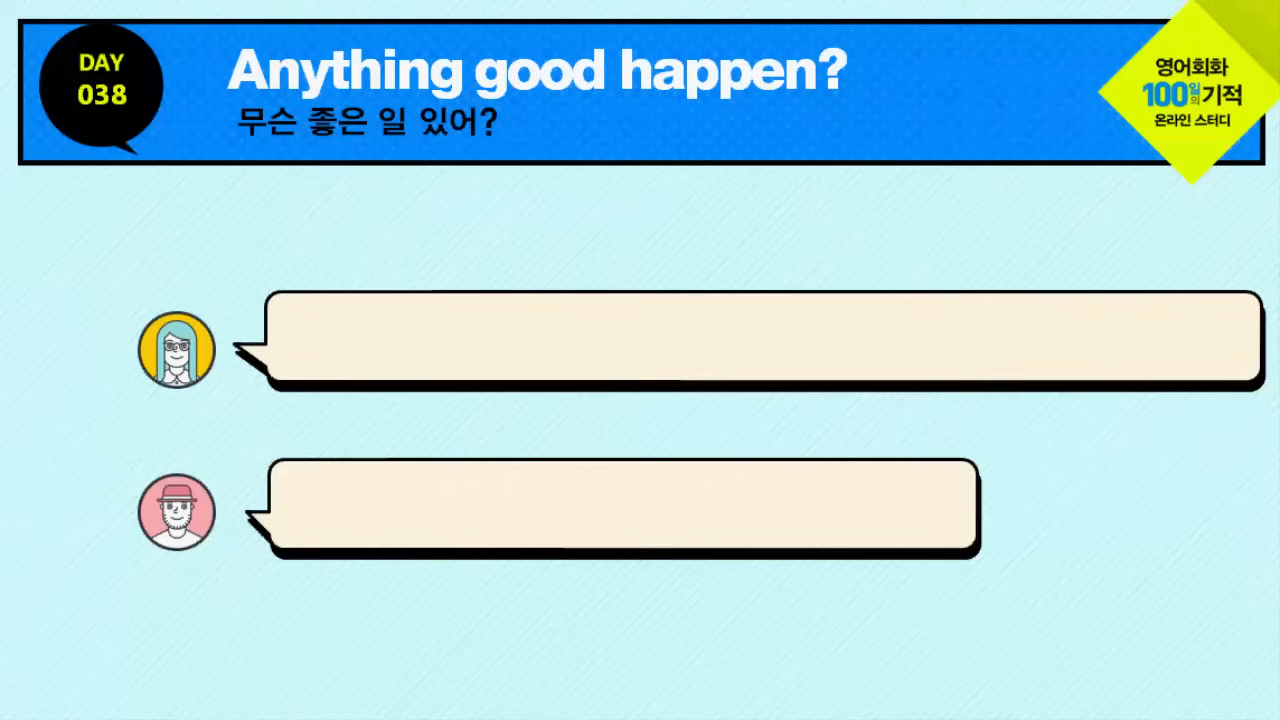 DAY
038
Anything good happen?
무슨 좋은 일 있어?
영어회화
100일의 기적
온라인 스터디